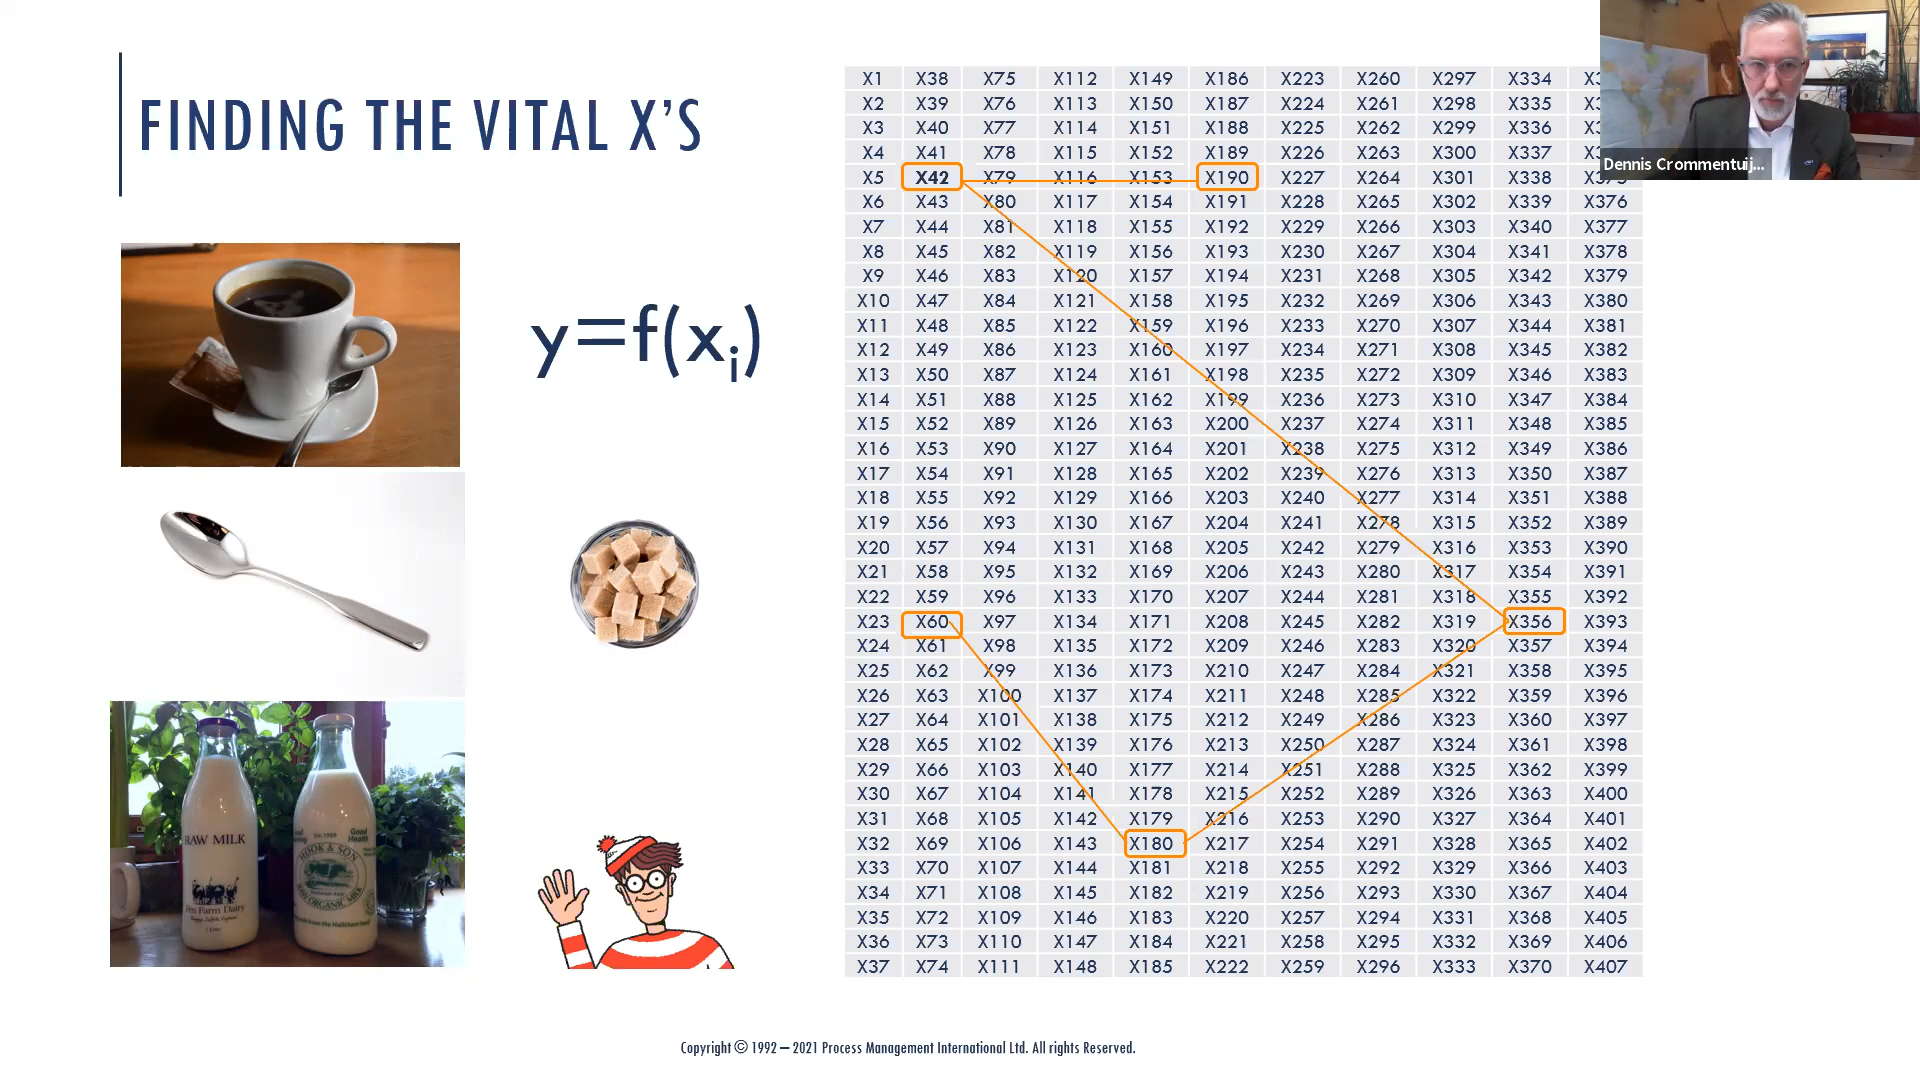 FINDING THE VITAL X'S
y=f(xᵢ)
RAW MILK
Fen Farm Dairy
Est. 1959
Good Health
HOOK & SON
RAW ORGANIC MILK
X1 X38 X75 X112 X149 X186 X223 X260 X297 X334
X2 X39 X76 X113 X150 X187 X224 X261 X298 X335
X3 X40 X77 X114 X151 X188 X225 X262 X299 X336
X4 X41 X78 X115 X152 X189 X226 X263 X300 X337
X5 X42 X79 X116 X153 X190 X227 X264 X301 X338 X375
X6 X43 X80 X117 X154 X191 X228 X265 X302 X339 X376
X7 X44 X81 X118 X155 X192 X229 X266 X303 X340 X377
X8 X45 X82 X119 X156 X193 X230 X267 X304 X341 X378
X9 X46 X83 X120 X157 X194 X231 X268 X305 X342 X379
X10 X47 X84 X121 X158 X195 X232 X269 X306 X343 X380
X11 X48 X85 X122 X159 X196 X233 X270 X307 X344 X381
X12 X49 X86 X123 X160 X197 X234 X271 X308 X345 X382
X13 X50 X87 X124 X161 X198 X235 X272 X309 X346 X383
X14 X51 X88 X125 X162 X199 X236 X273 X310 X347 X384
X15 X52 X89 X126 X163 X200 X237 X274 X311 X348 X385
X16 X53 X90 X127 X164 X201 X238 X275 X312 X349 X386
X17 X54 X91 X128 X165 X202 X239 X276 X313 X350 X387
X18 X55 X92 X129 X166 X203 X240 X277 X314 X351 X388
X19 X56 X93 X130 X167 X204 X241 X278 X315 X352 X389
X20 X57 X94 X131 X168 X205 X242 X279 X316 X353 X390
X21 X58 X95 X132 X169 X206 X243 X280 X317 X354 X391
X22 X59 X96 X133 X170 X207 X244 X281 X318 X355 X392
X23 X60 X97 X134 X171 X208 X245 X282 X319 X356 X393
X24 X61 X98 X135 X172 X209 X246 X283 X320 X357 X394
X25 X62 X99 X136 X173 X210 X247 X284 X321 X358 X395
X26 X63 X100 X137 X174 X211 X248 X285 X322 X359 X396
X27 X64 X101 X138 X175 X212 X249 X286 X323 X360 X397
X28 X65 X102 X139 X176 X213 X250 X287 X324 X361 X398
X29 X66 X103 X140 X177 X214 X251 X288 X325 X362 X399
X30 X67 X104 X141 X178 X215 X252 X289 X326 X363 X400
X31 X68 X105 X142 X179 X216 X253 X290 X327 X364 X401
X32 X69 X106 X143 X180 X217 X254 X291 X328 X365 X402
X33 X70 X107 X144 X181 X218 X255 X292 X329 X366 X403
X34 X71 X108 X145 X182 X219 X256 X293 X330 X367 X404
X35 X72 X109 X146 X183 X220 X257 X294 X331 X368 X405
X36 X73 X110 X147 X184 X221 X258 X295 X332 X369 X406
X37 X74 X111 X148 X185 X222 X259 X296 X333 X370 X407
Dennis Crommentuij...
Copyright © 1992 – 2021 Process Management International Ltd. All rights Reserved.